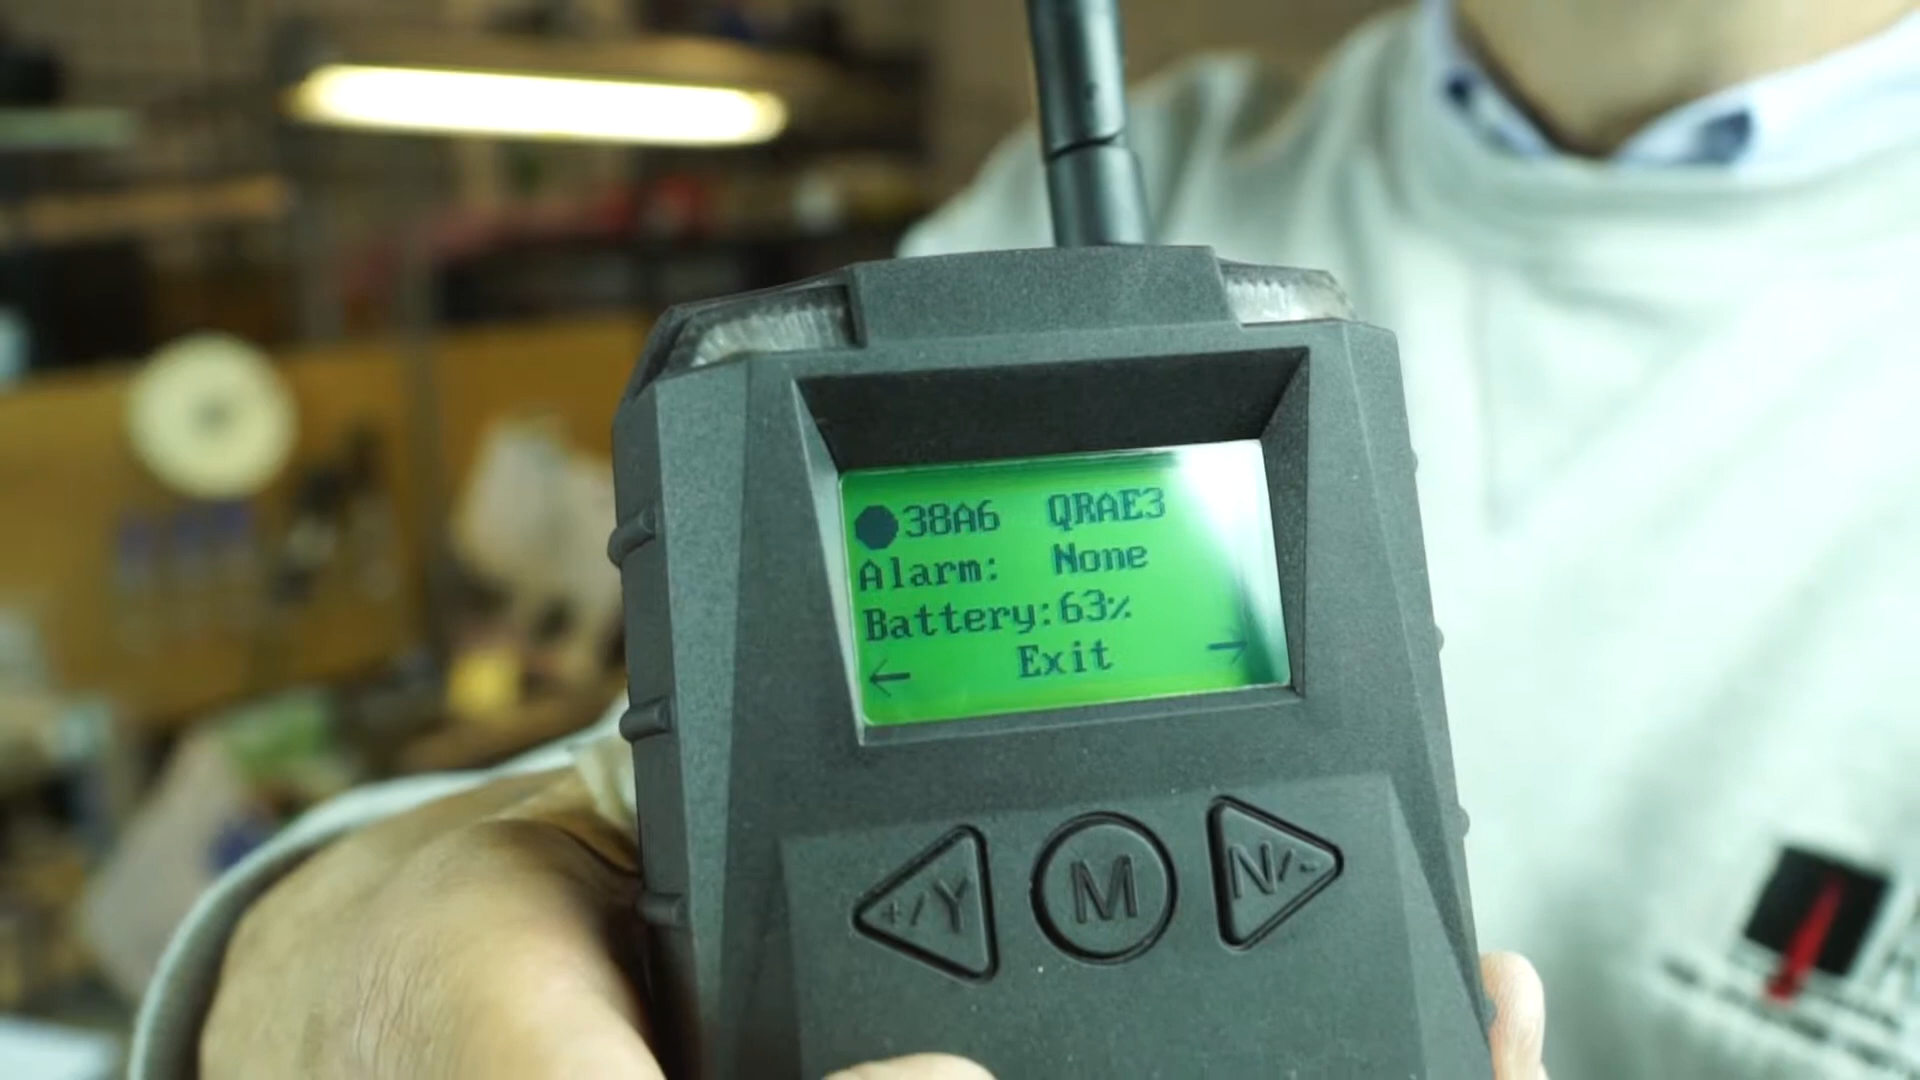 38A6 QRAE3
Alarm: None
Battery:63%
← Exit →
+/Y M N/-